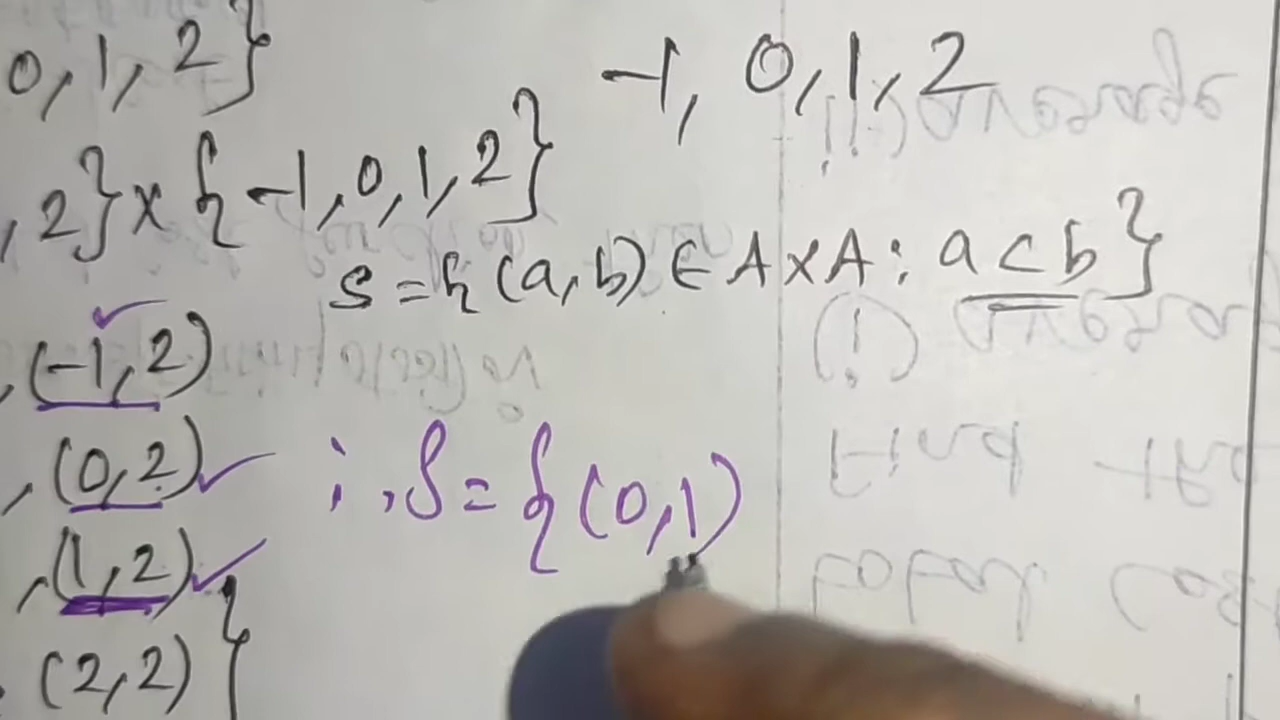 0, 1, 2}
-1, 0, 1, 2
, 2} x {-1, 0, 1, 2}
S = {(a, b) ∈ A x A : a < b}
, (-1, 2)
, (0, 2)
∴ S = {(0, 1)
, (1, 2)
(2, 2)}